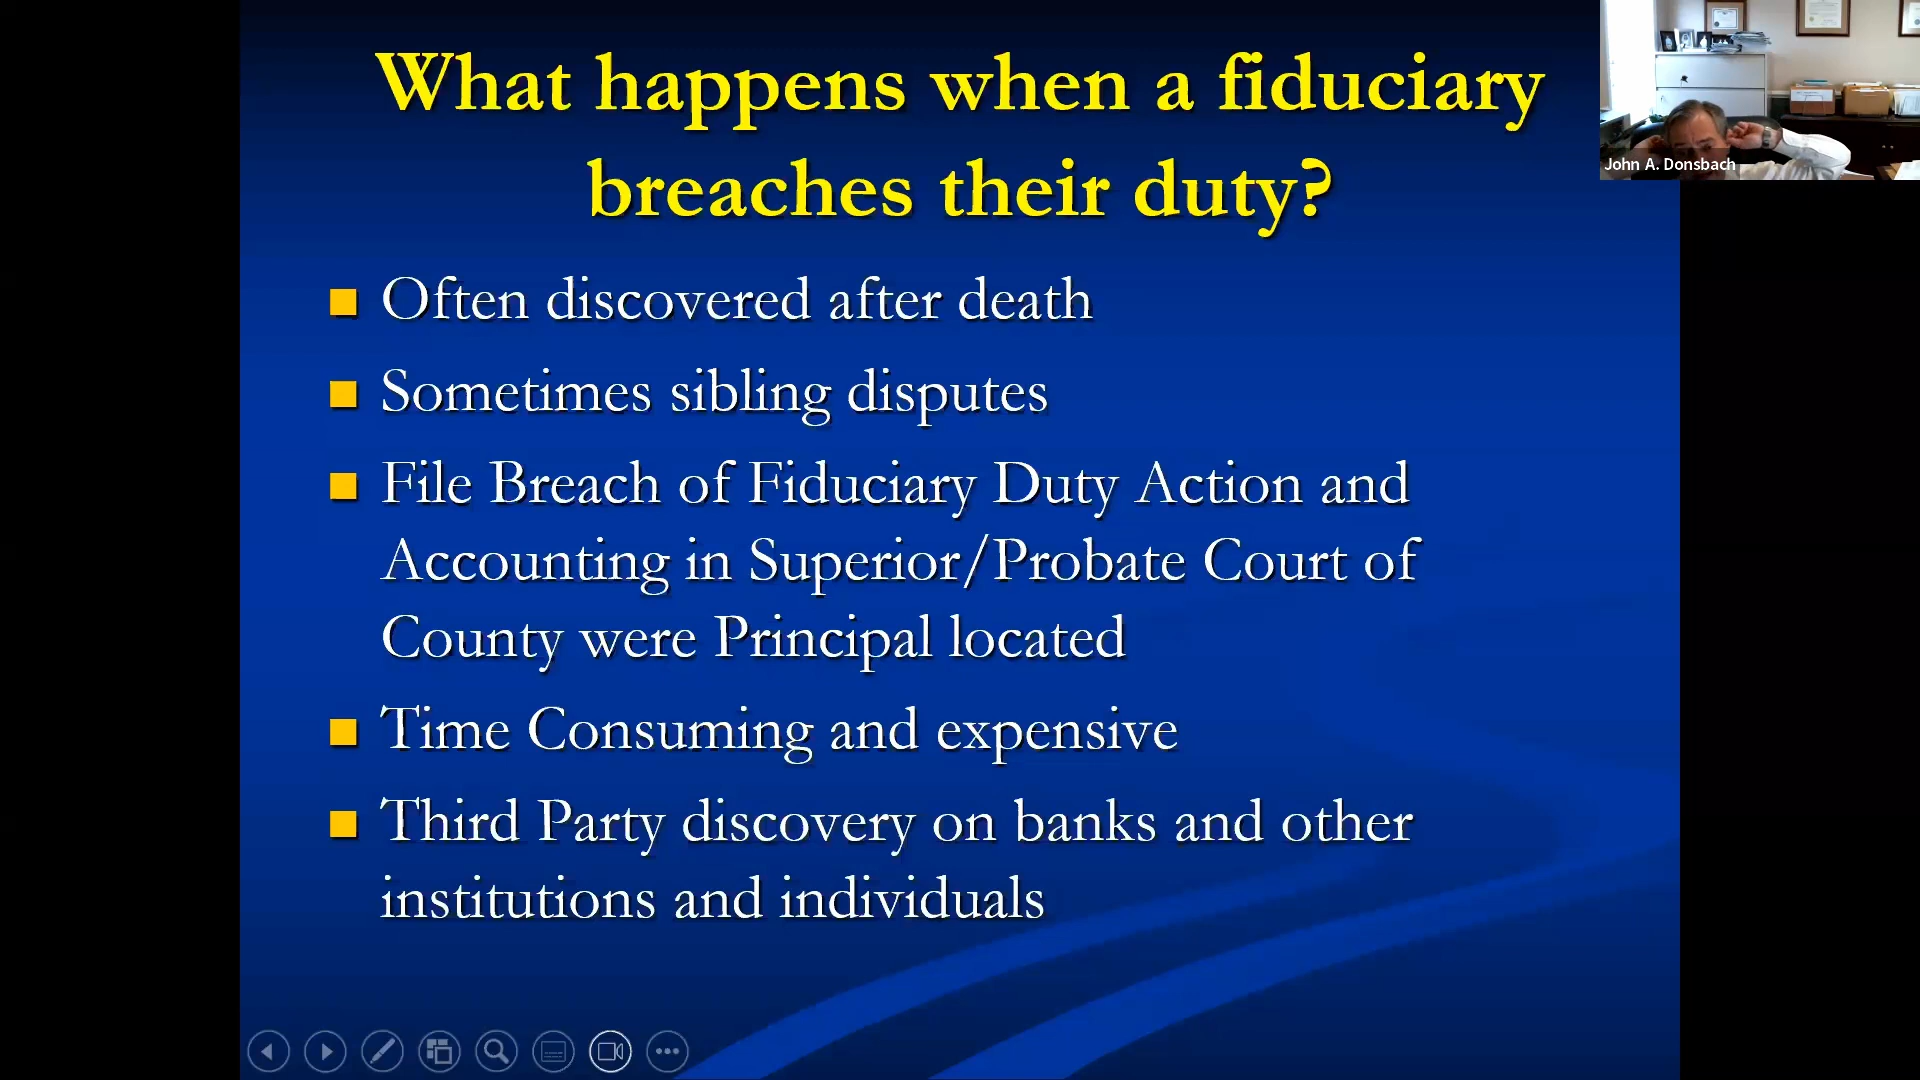 What happens when a fiduciary
breaches their duty?
Often discovered after death
Sometimes sibling disputes
File Breach of Fiduciary Duty Action and
Accounting in Superior/Probate Court of
County were Principal located
Time Consuming and expensive
Third Party discovery on banks and other
institutions and individuals
John A. Donsbach